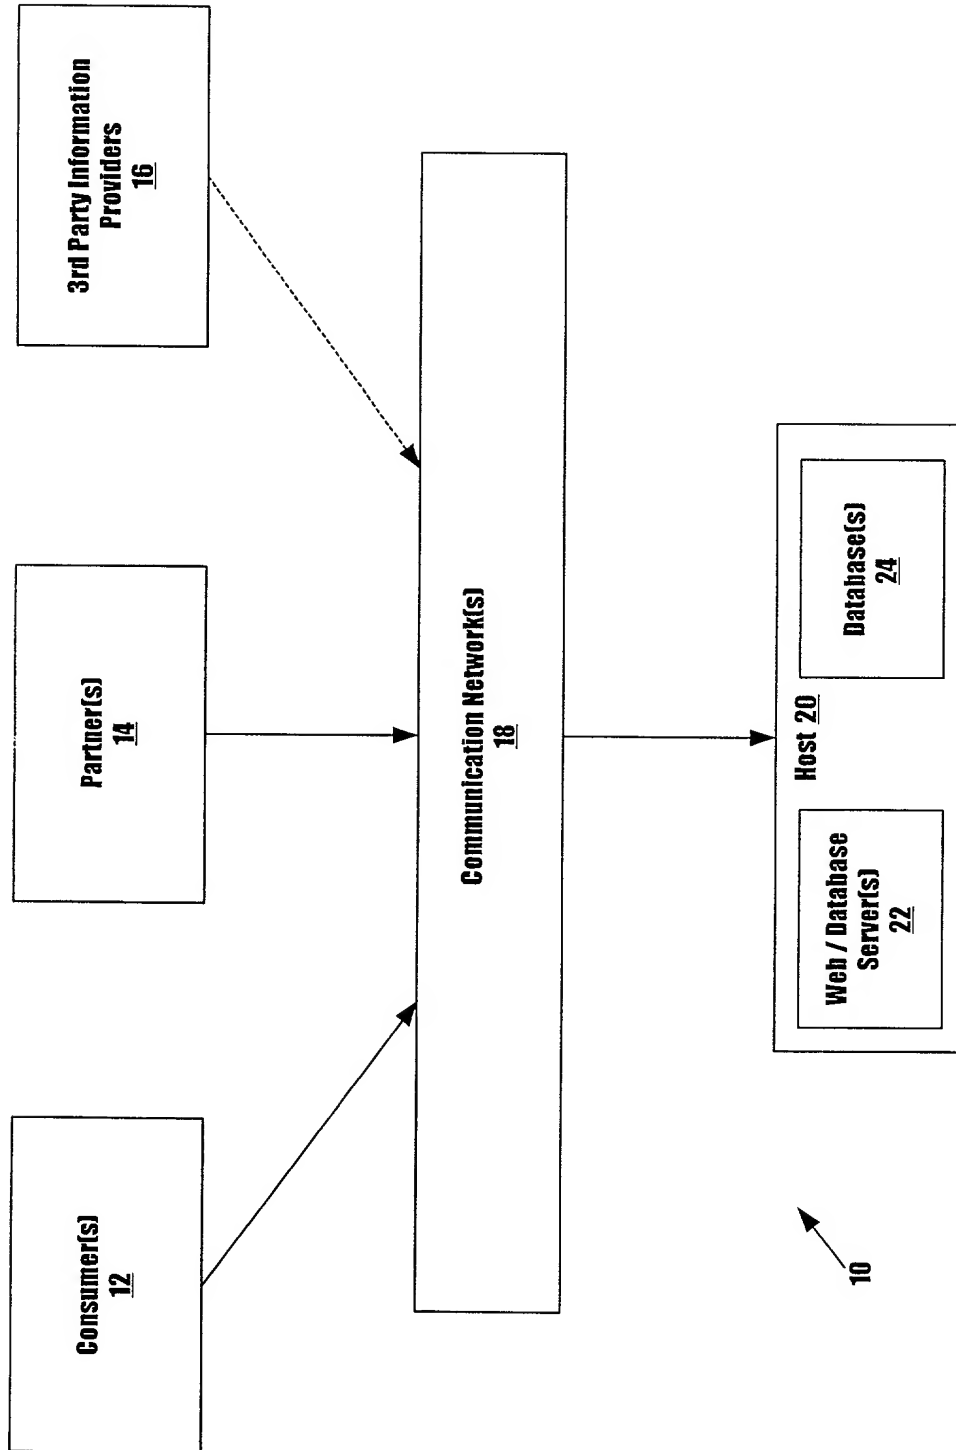 Consumer(s)
12
Partner(s)
14
3rd Party Information
Providers
16
Communication Network(s)
18
Host 20
Web / Database
Server(s)
22
Database(s)
24
10